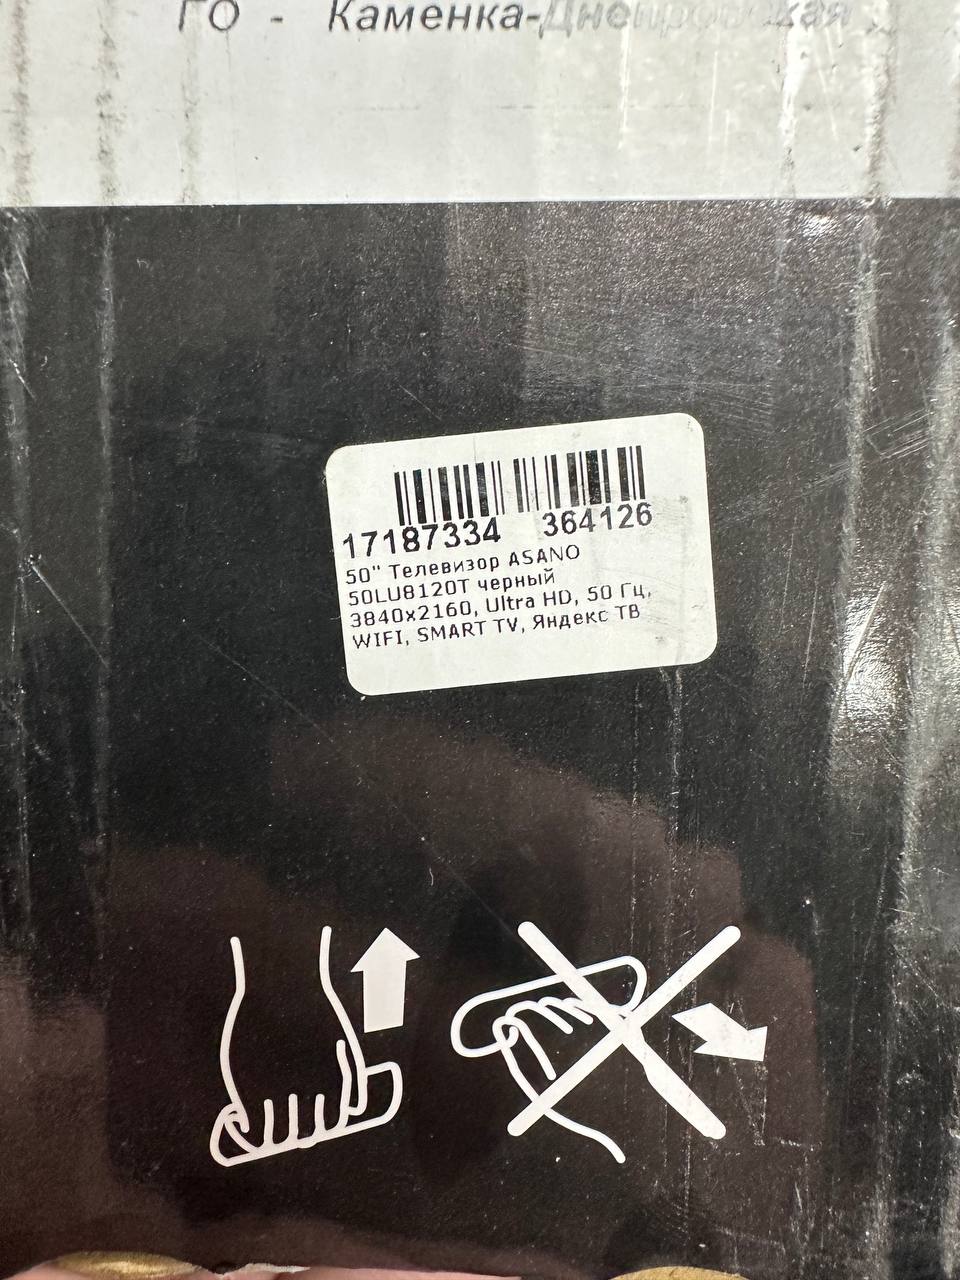 ГО - Каменка-Днепровская
17187334 364126
50" Телевизор ASANO
50LU8120T черный
3840x2160, Ultra HD, 50 Гц,
WIFI, SMART TV, Яндекс ТВ